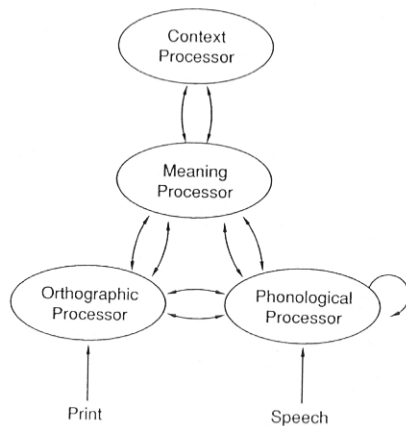 Context
Processor
Meaning
Processor
Orthographic
Processor
Phonological
Processor
Print
Speech